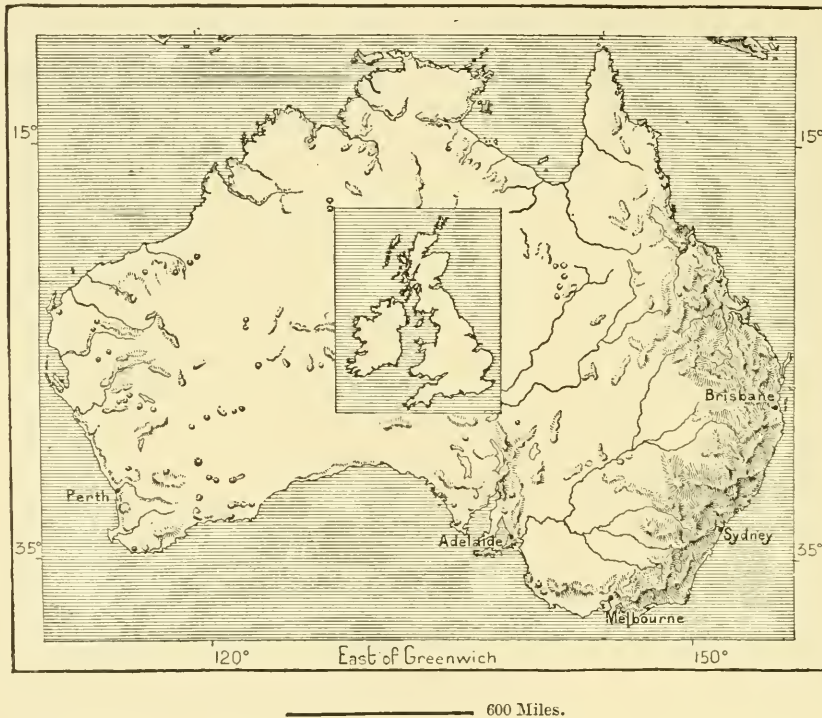 15°
15°
Brisbane
Perth
Sydney
Adelaide
35°
35°
Melbourne
120°
East of Greenwich
150°
600 Miles.